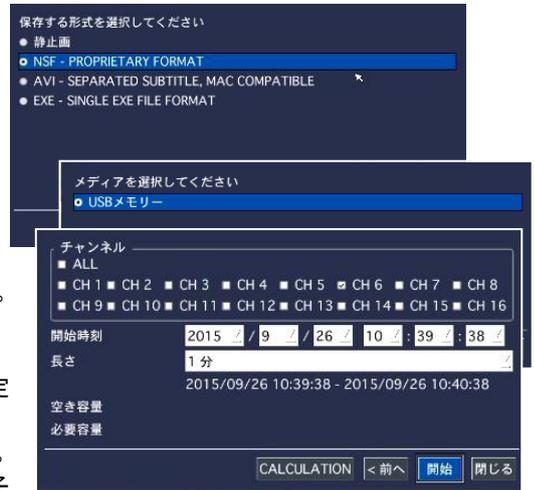 保存する形式を選択してください
静止画
NSF - PROPRIETARY FORMAT
AVI - SEPARATED SUBTITLE, MAC COMPATIBLE
EXE - SINGLE EXE FILE FORMAT
メディアを選択してください
USBメモリー
チャンネル
ALL
CH 1 CH 2 CH 3 CH 4 CH 5 CH 6 CH 7 CH 8
CH 9 CH 10 CH 11 CH 12 CH 13 CH 14 CH 15 CH 16
。
開始時刻 2015 / 9 / 26 10 : 39 : 38
長さ 1 分
2015/09/26 10:39:38 - 2015/09/26 10:40:38
定
空き容量
必要容量
。
CALCULATION <前へ 開始 閉じる